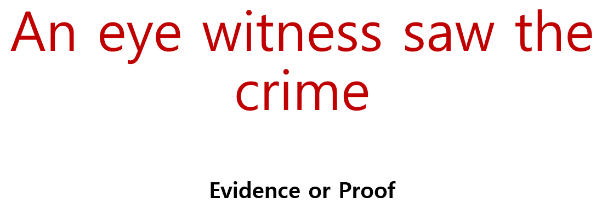 An eye witness saw the
crime
Evidence or Proof